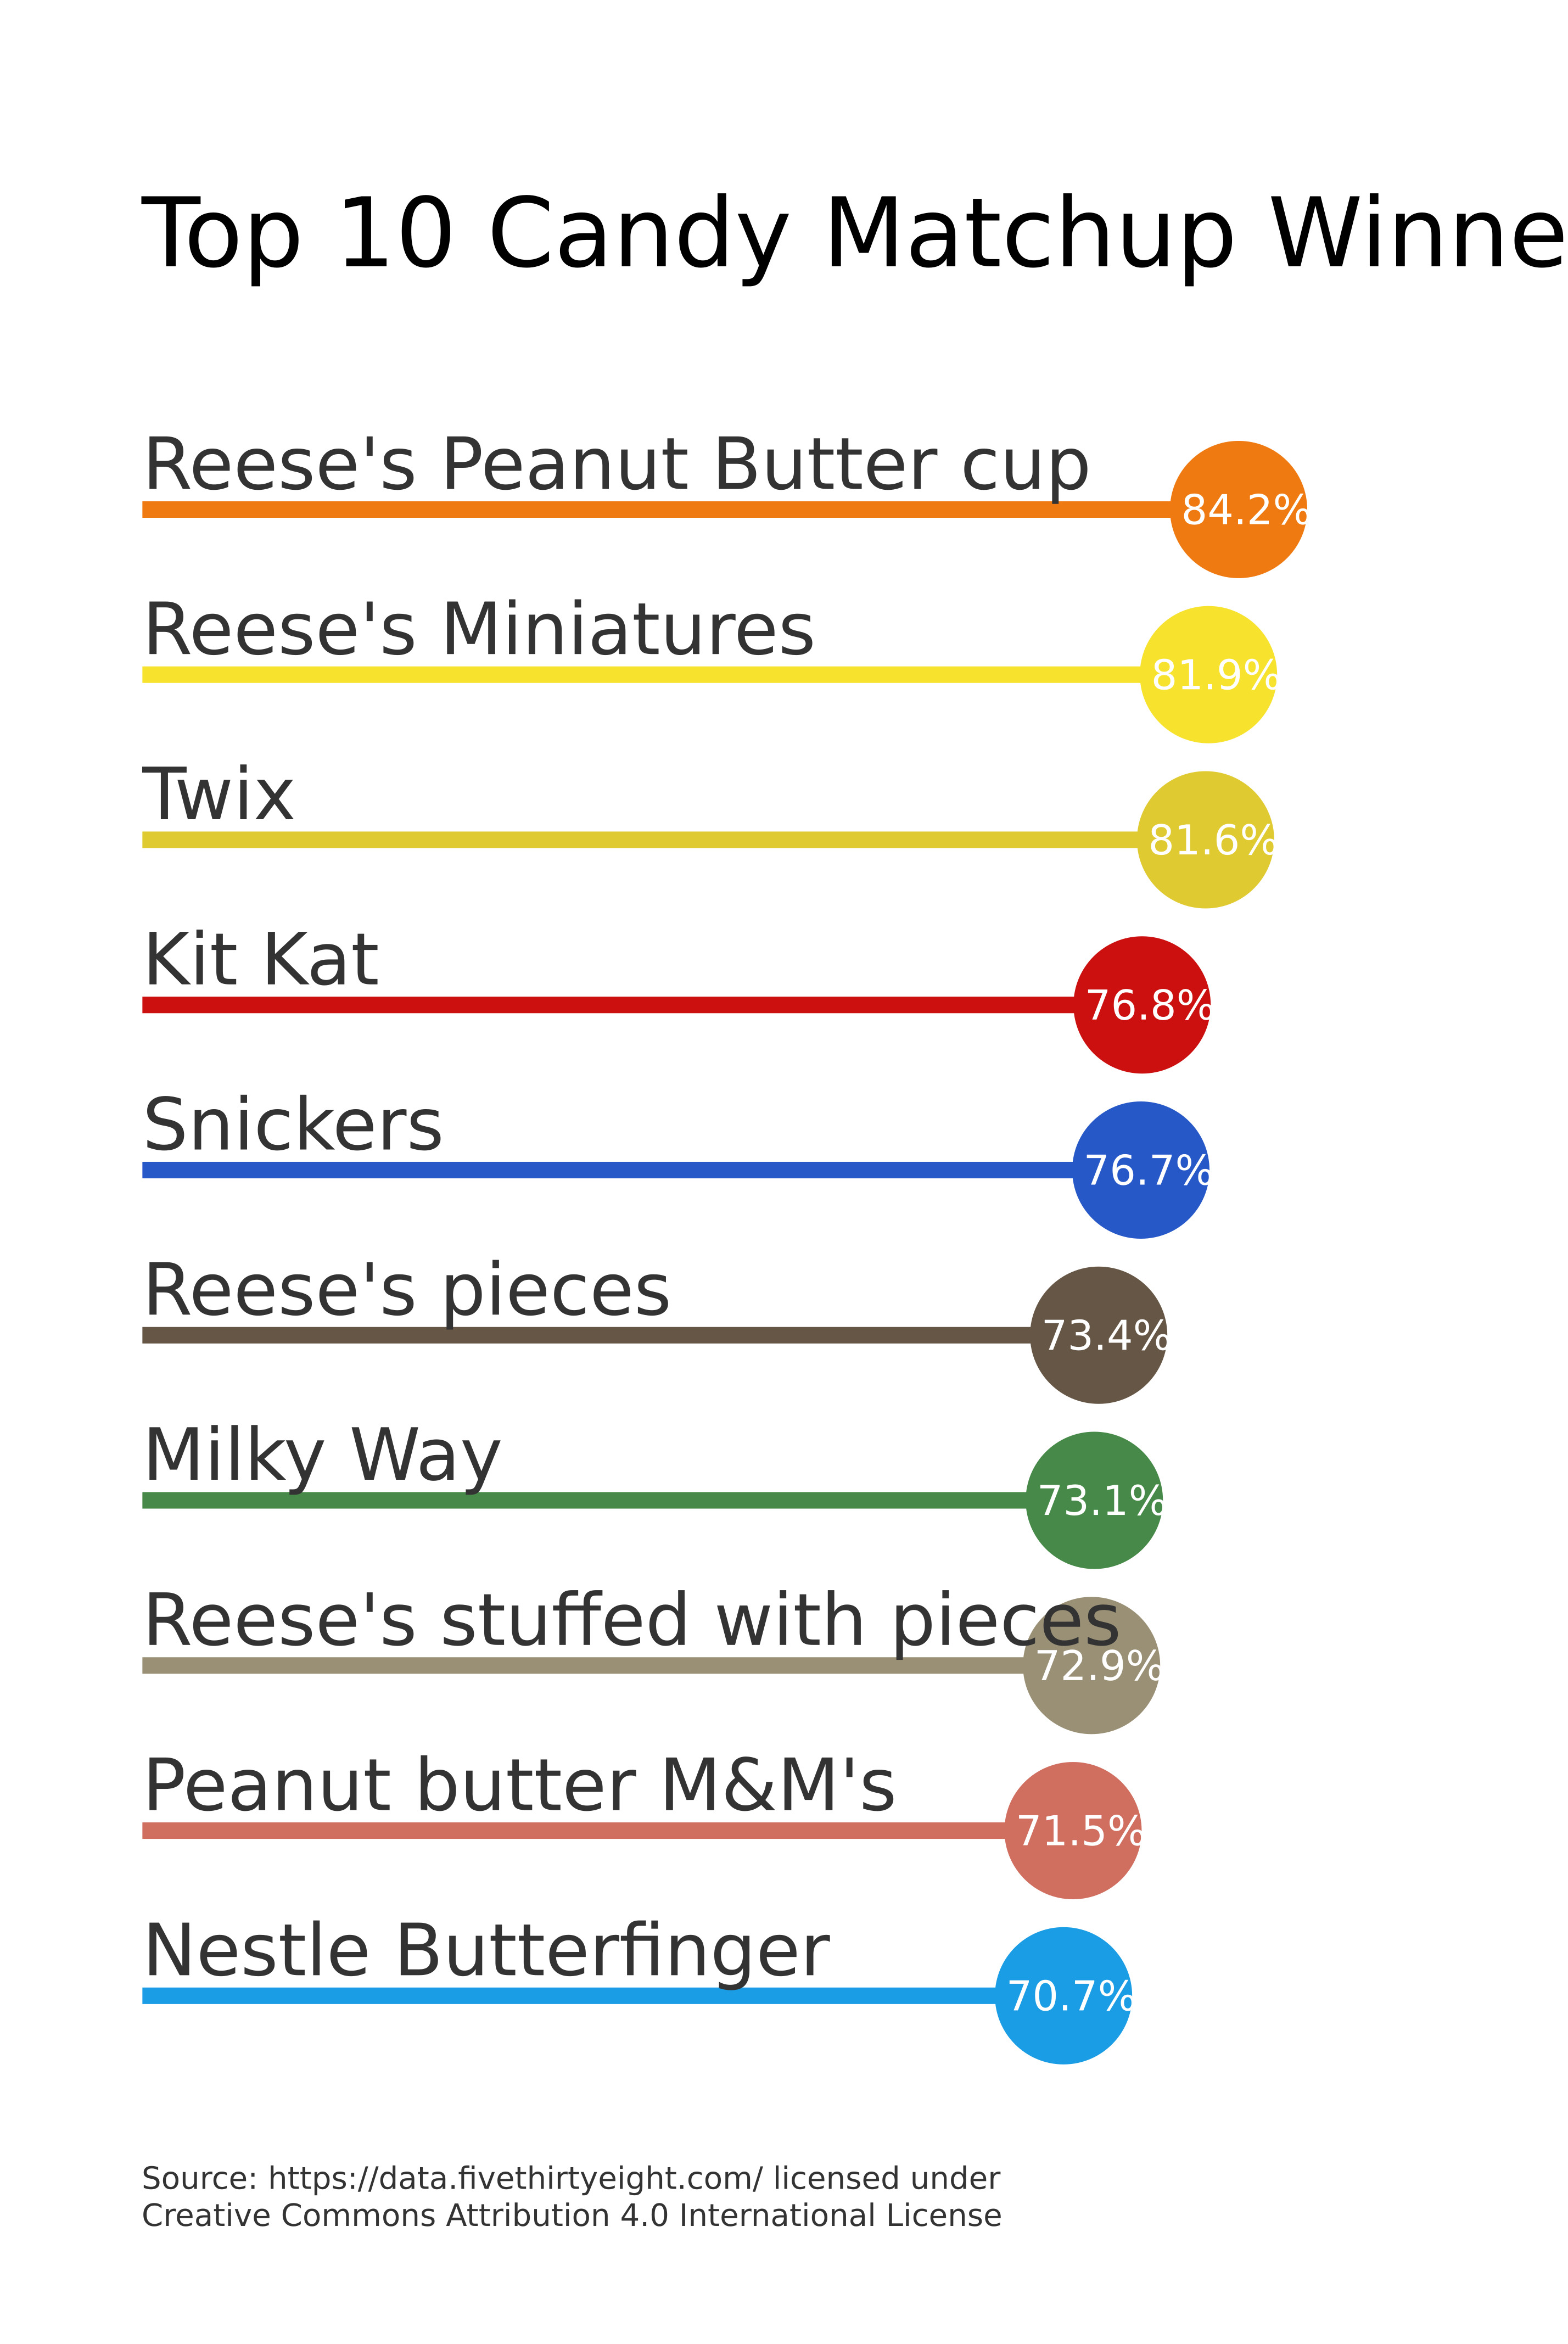 Top 10 Candy Matchup Winne
Reese's Peanut Butter cup
84.2%
Reese's Miniatures
81.9%
Twix
81.6%
Kit Kat
76.8%
Snickers
76.7%
Reese's pieces
73.4%
Milky Way
73.1%
Reese's stuffed with pieces
72.9%
Peanut butter M&M's
71.5%
Nestle Butterfinger
70.7%
Source: https://data.fivethirtyeight.com/ licensed under
Creative Commons Attribution 4.0 International License